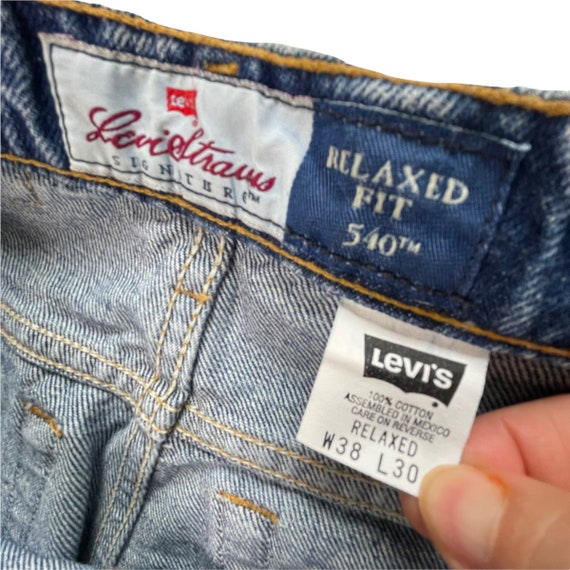 Levi
Levi Strauss
SIGNATURE™
RELAXED
FIT
540™
LEVI'S
100% COTTON
ASSEMBLED IN MEXICO
CARE ON REVERSE
RELAXED
W38 L30